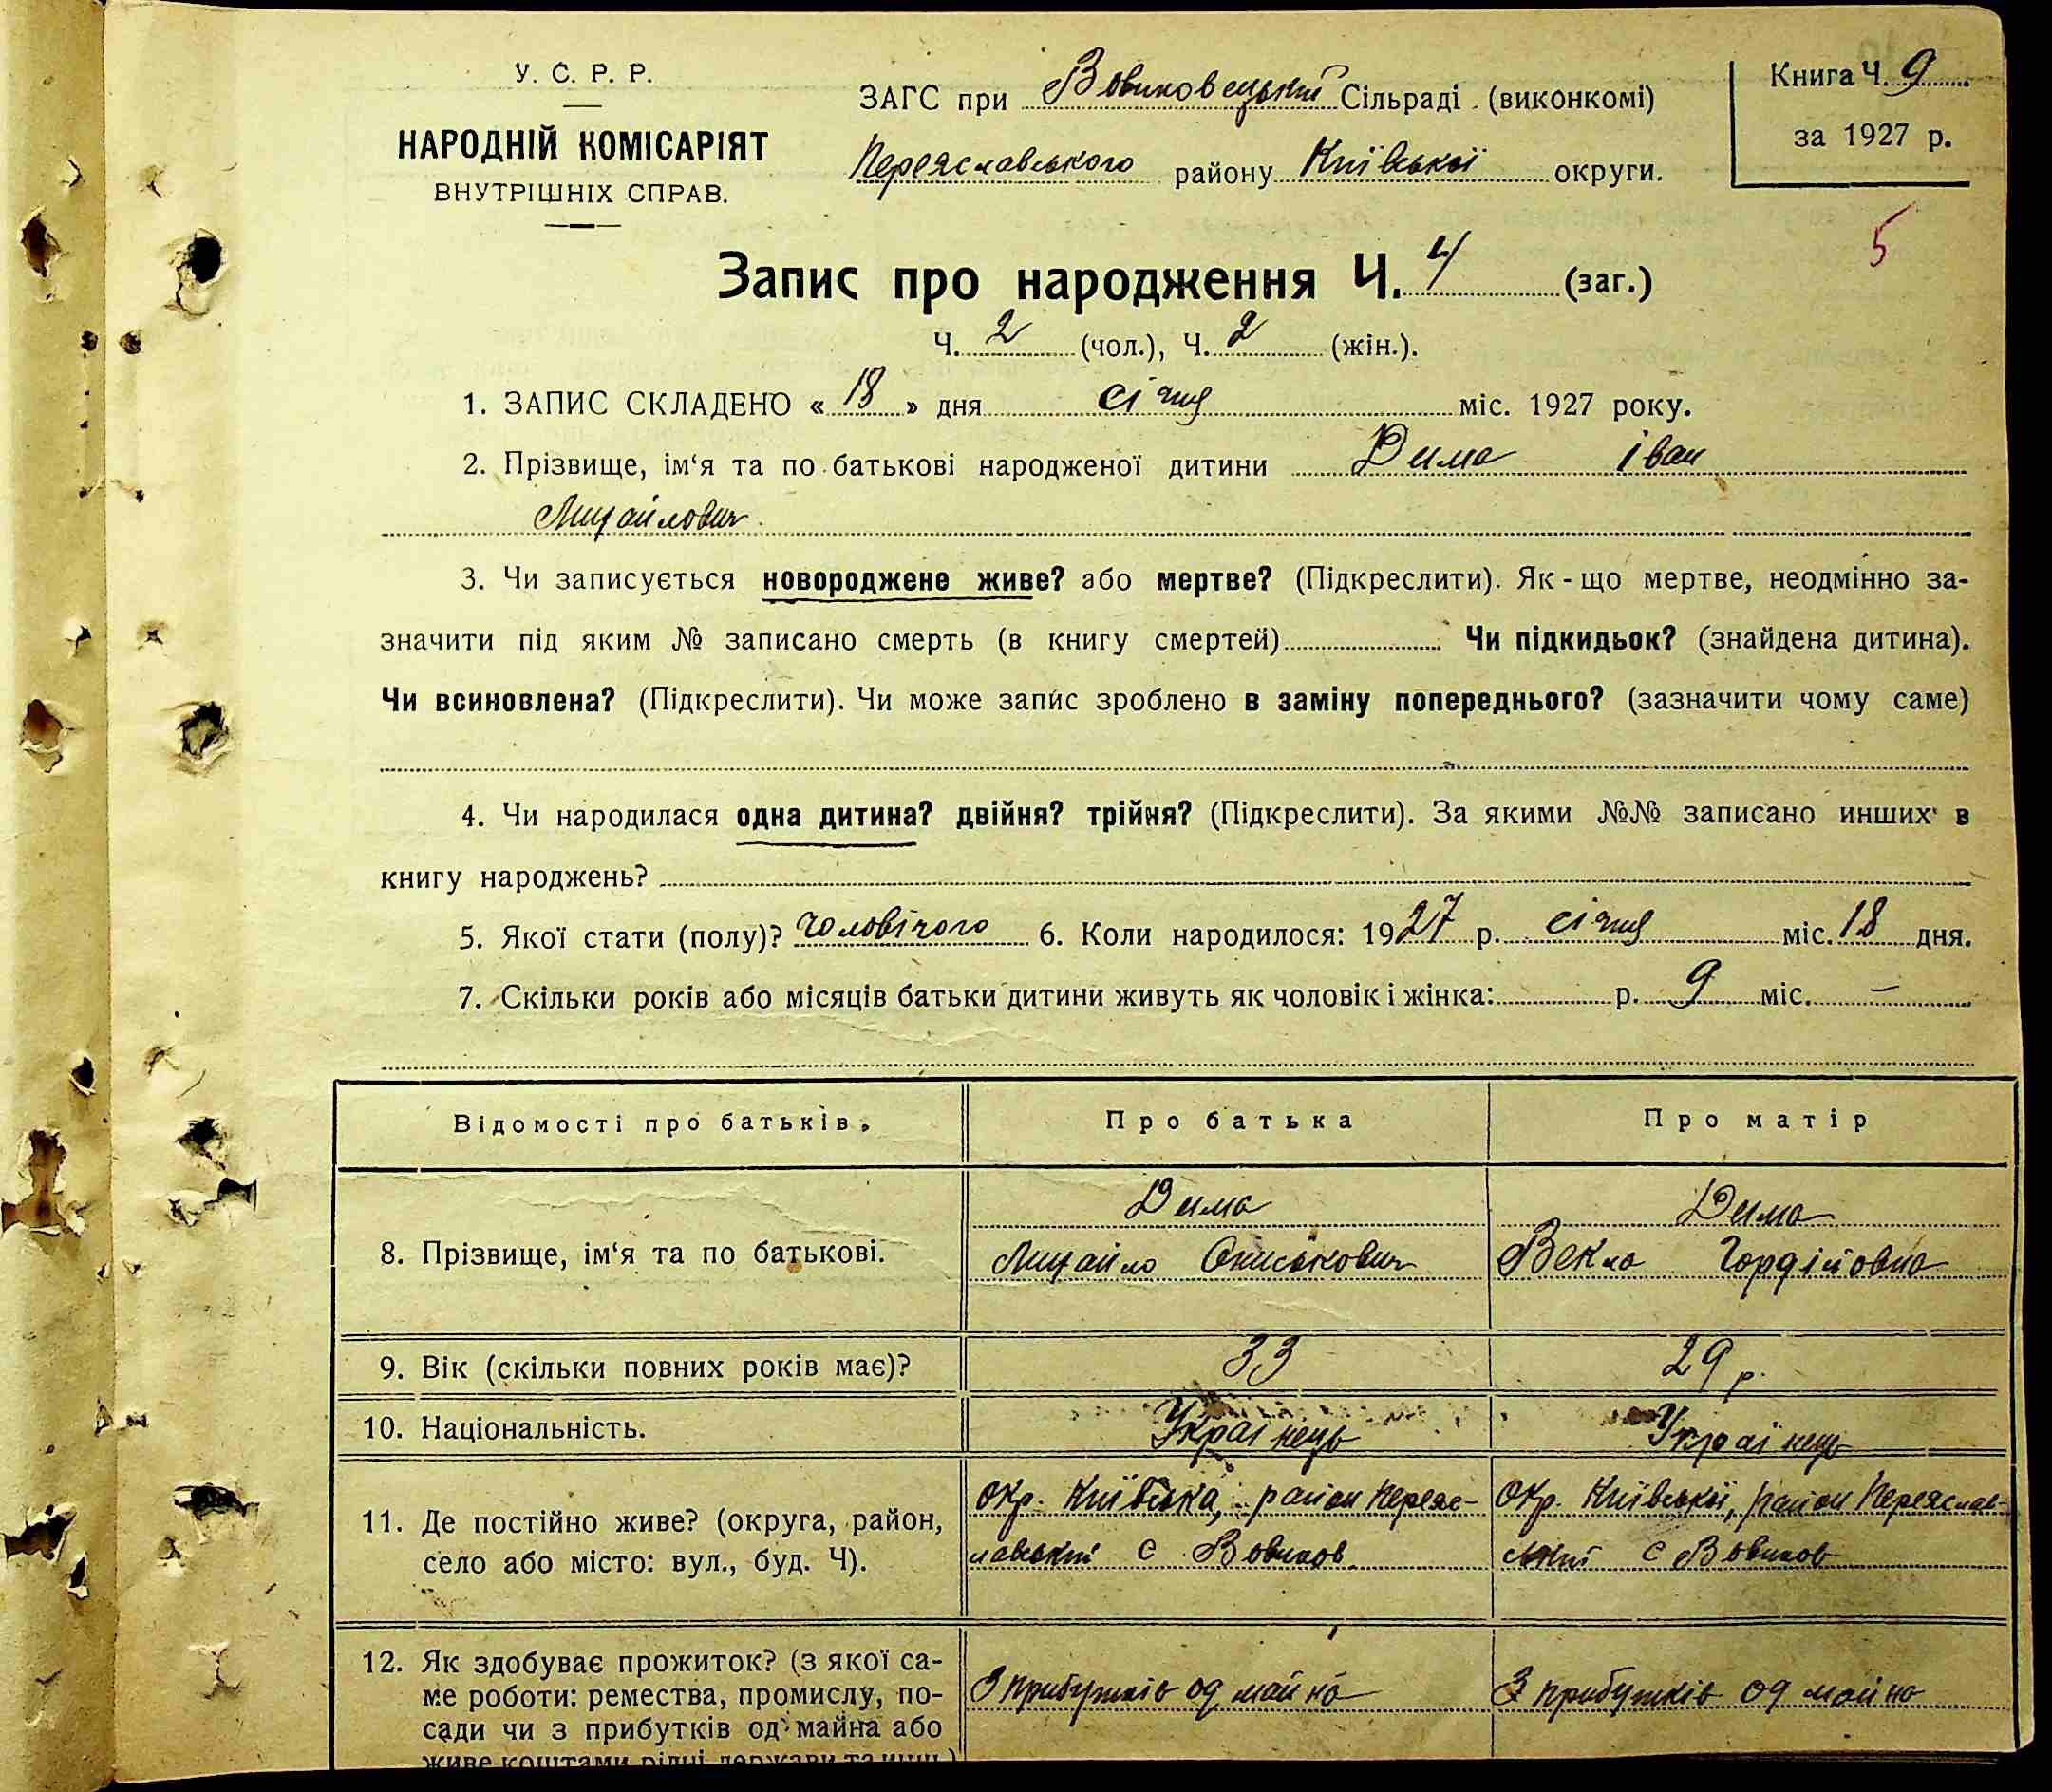 У. С. Р. Р.
НАРОДНІЙ КОМІСАРІЯТ
ВНУТРІШНІХ СПРАВ.
ЗАГС при Вовчковецькій Сільраді (виконкомі)
Переяславського району Київської округи.
Книга Ч. 9
за 1927 р.
5
Запис про народження Ч. 4 (заг.)
Ч. 2 (чол.), Ч. 2 (жін.).
1. ЗАПИС СКЛАДЕНО « 18 » дня січня міс. 1927 року.
2. Прізвище, ім‘я та по батькові народженої дитини Дима Іван
Михайлович.
3. Чи записується новороджене живе? або мертве? (Підкреслити). Як-що мертве, неодмінно за-
значити під яким № записано смерть (в книгу смертей) Чи підкидьок? (знайдена дитина).
Чи всиновлена? (Підкреслити). Чи може запис зроблено в заміну попереднього? (зазначити чому саме)
4. Чи народилася одна дитина? двійня? трійня? (Підкреслити). За якими №№ записано инших в
книгу народжень?
5. Якої стати (полу)? чоловічого 6. Коли народилося: 1927 р. січня міс. 18 дня.
7. Скільки років або місяців батьки дитини живуть як чоловік і жінка: р. 9 міс. —
Відомості про батьків. Про батька Про матір
8. Прізвище, ім‘я та по батькові.
Дима
Михайло Ониськович
Дима
Векла Гордійовна
9. Вік (скільки повних років має)? 33 29 р.
10. Національність. Українець Українець
11. Де постійно живе? (округа, район,
село або місто: вул., буд. Ч).
окр. Київська, район Переяс-
лавський с Вовчков
окр. Київської, район Переяслав-
с Вовчков
12. Як здобуває прожиток? (з якої са-
ме роботи: ремества, промислу, по-
сади чи з прибутків од майна або
живе коштами рідні, держави та инш.)
З прибутків од майна
З прибутків од майна